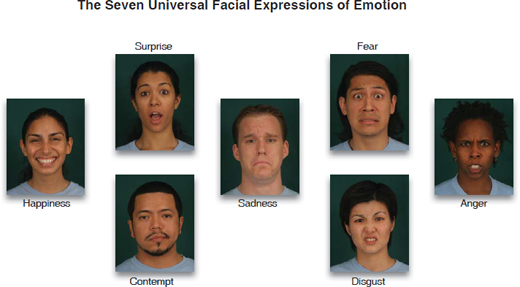 The Seven Universal Facial Expressions of Emotion
Surprise
Fear
Happiness
Sadness
Anger
Contempt
Disgust